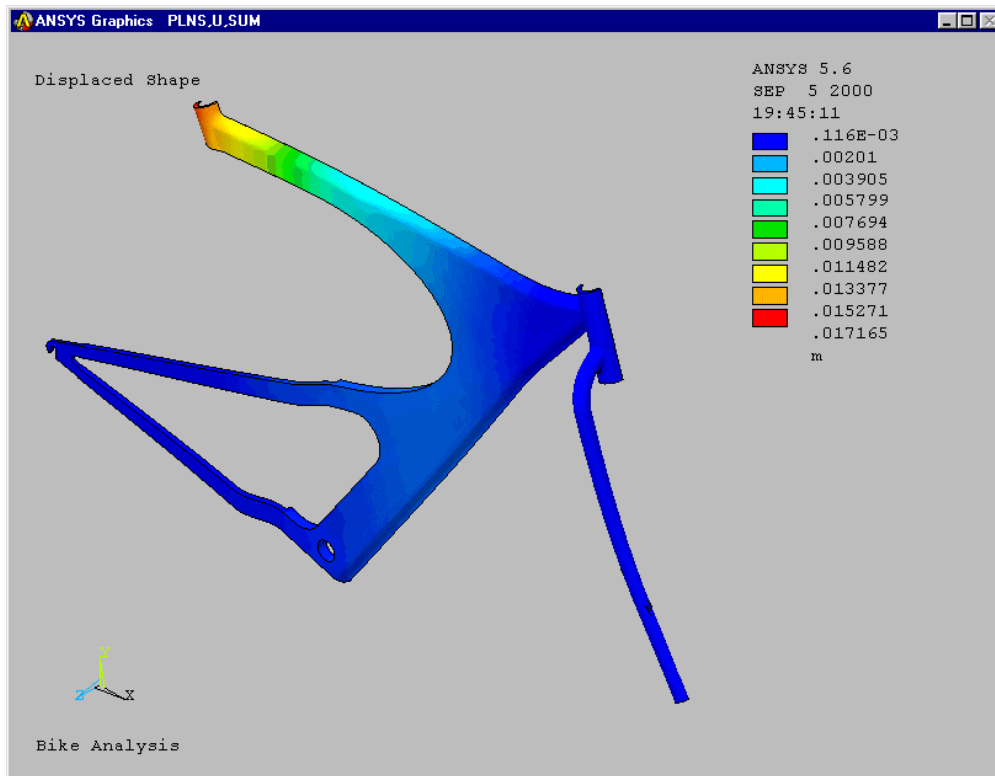 ANSYS Graphics PLNS,U,SUM
Displaced Shape
ANSYS 5.6
SEP 5 2000
19:45:11
.116E-03
.00201
.003905
.005799
.007694
.009588
.011482
.013377
.015271
.017165
m
Y
Z X
Bike Analysis